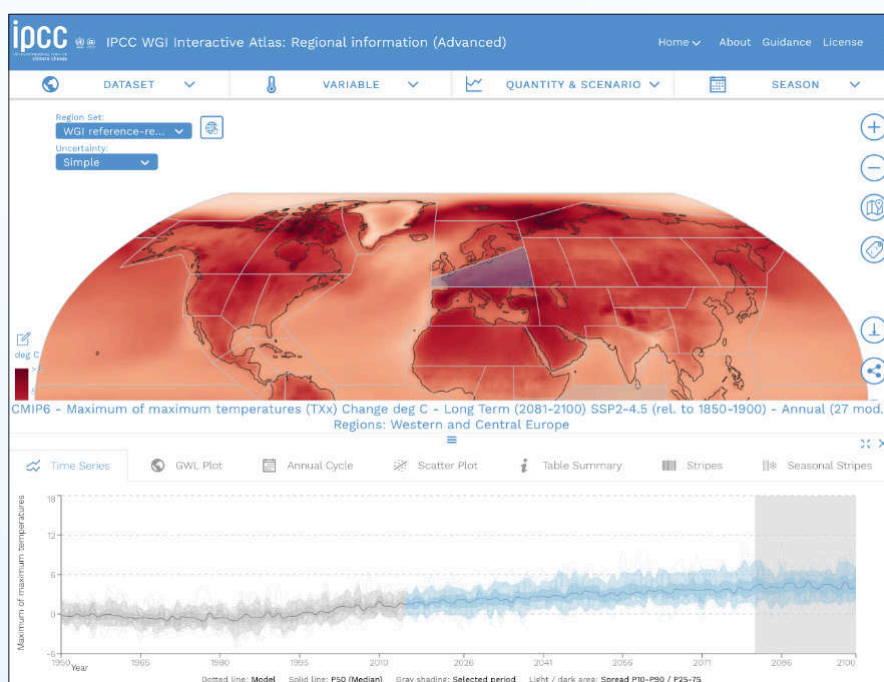 ipcc
climate change
IPCC WGI Interactive Atlas: Regional information (Advanced)
Home About Guidance License
DATASET VARIABLE QUANTITY & SCENARIO SEASON
Region Set:
WGI reference-re...
Uncertainty:
Simple
deg C
CMIP6 - Maximum of maximum temperatures (TXx) Change deg C - Long Term (2081-2100) SSP2-4.5 (rel. to 1850-1900) - Annual (27 mod.
Regions: Western and Central Europe
Time Series GWL Plot Annual Cycle Scatter Plot Table Summary Stripes Seasonal Stripes
Maximum of maximum temperatures
18
12
6
0
-6
1950 1965 1980 1995 2010 2026 2041 2056 2071 2086 2100
Year
Dotted line: Model Solid line: P50 (Median) Gray shading: Selected period Light / dark area: Spread P10-P90 / P25-75